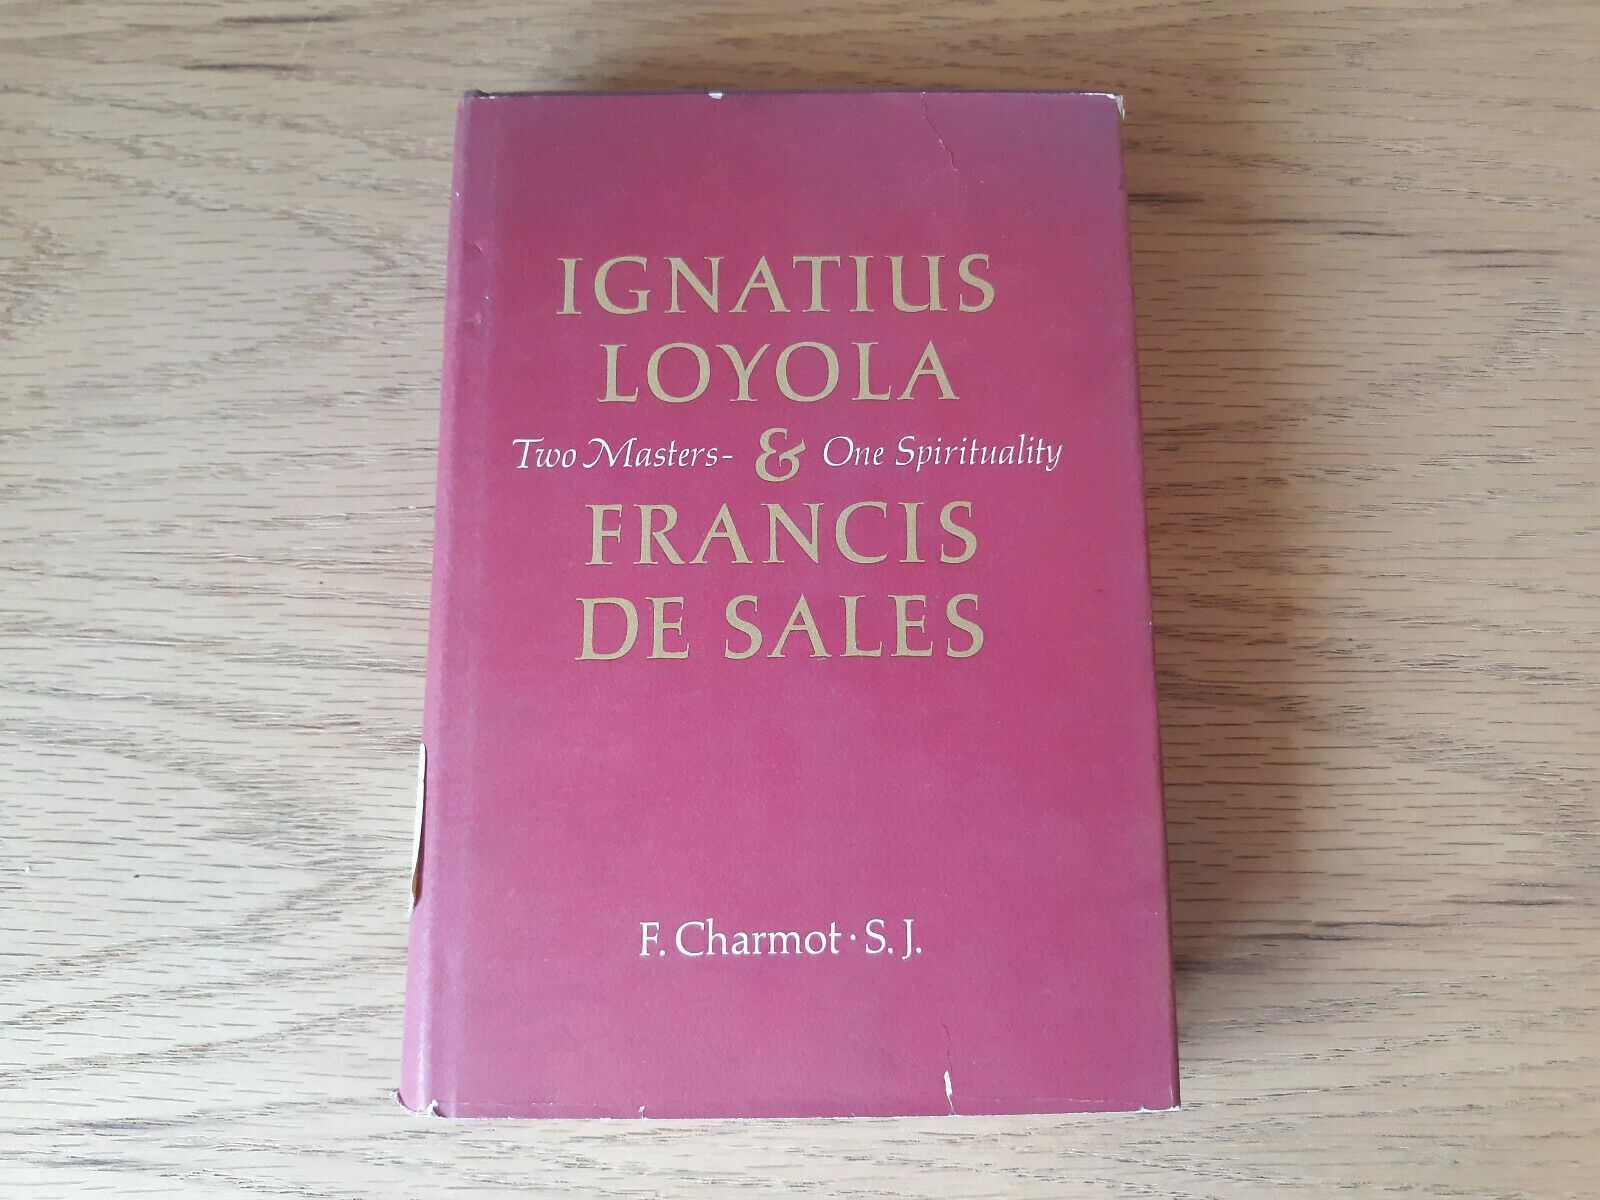 IGNATIUS
LOYOLA
Two Masters- & One Spirituality
FRANCIS
DE SALES
F. Charmot · S. J.